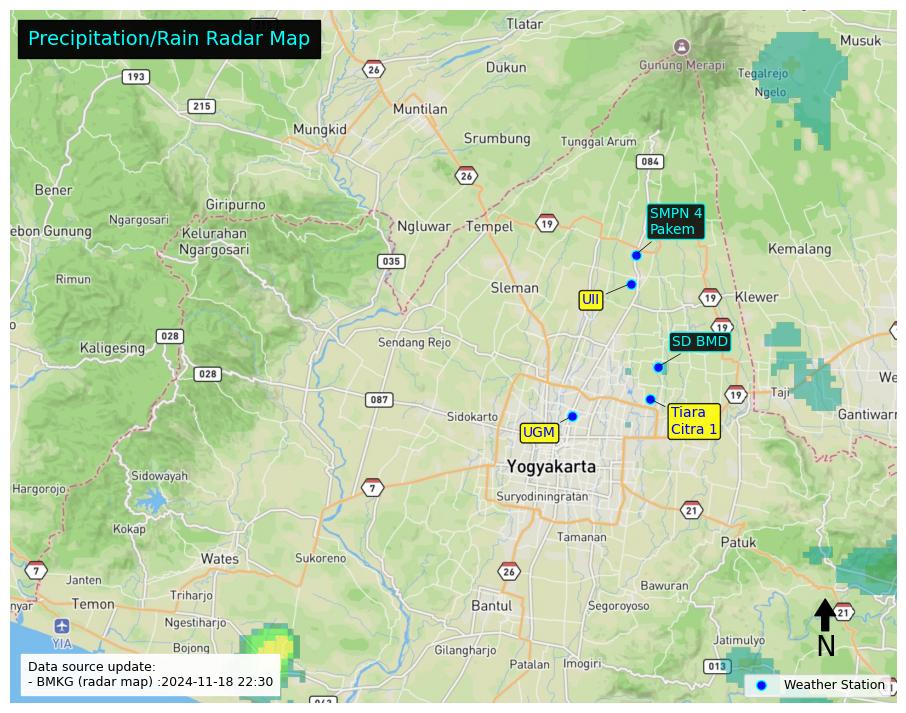 Precipitation/Rain Radar Map
Tlatar
Musuk
26
Gunung Merapi
193
Dukun
Tegalrejo
Ngelo
215
Muntilan
Mungkid
Srumbung
Tunggal Arum
084
26
Bener
Giripurno
SMPN 4
Pakem
Ngargosari
ebon Gunung
Kelurahan
Ngargosari
Ngluwar
Tempel
19
Kemalang
035
Rimun
Sleman
UII
19
Klewer
19
028
Kaligesing
Sendang Rejo
SD BMD
We
028
087
19
Taji
Sidokarto
Tiara
Citra 1
Gantiwarn
UGM
Yogyakarta
Sidowayah
Hargorojo
7
Suryodiningratan
21
Kokap
Tamanan
Patuk
Wates
Sukoreno
7
26
Janten
Bawuran
Triharjo
nyar
Temon
Bantul
Segoroyoso
21
Ngestiharjo
YIA
Bojong
Gilangharjo
Jatimulyo
N
Patalan
Imogiri
013
Data source update:
- BMKG (radar map) :2024-11-18 22:30
Weather Station